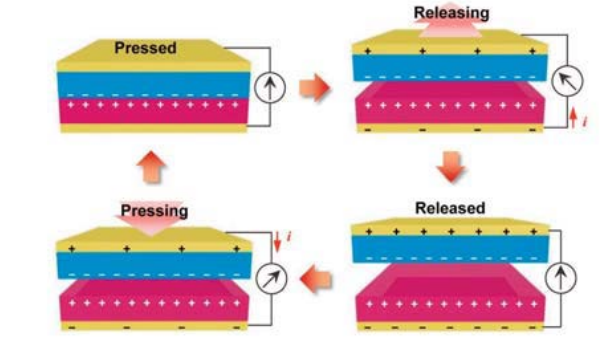 Pressed
− − − − − − − − − −
+ + + + + + + + + + + +
Releasing
+ + + +
− − − − − − − − − −
+ + + + + + + + + + + +
− − − −
i
Pressing
i
+ + + +
− − − − − − − − − −
+ + + + + + + + + + + +
− − − −
Released
+ + + + + + +
− − − − − − − − − −
+ + + + + + + + + + + +
− − − − − − −